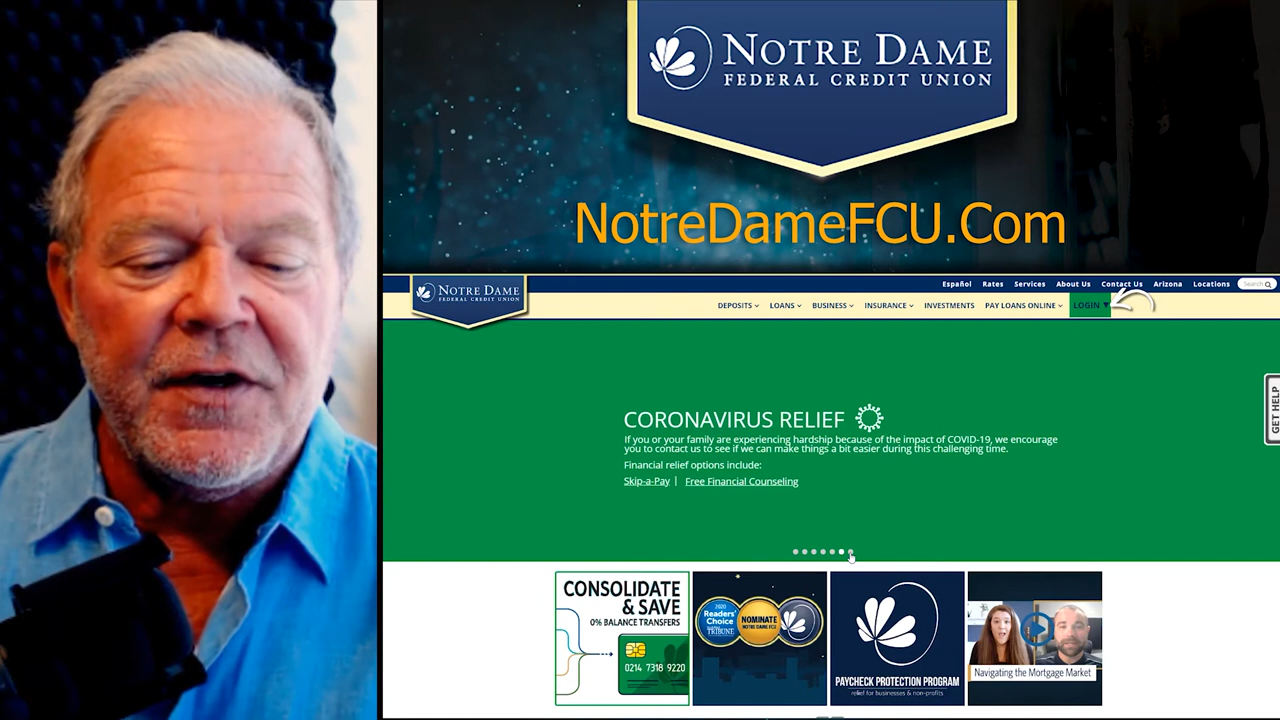 NOTRE DAME
FEDERAL CREDIT UNION
NotreDameFCU.Com
NOTRE DAME
FEDERAL CREDIT UNION
Español Rates Services About Us Contact Us Arizona Locations Search
DEPOSITS LOANS BUSINESS INSURANCE INVESTMENTS PAY LOANS ONLINE LOGIN
GET HELP
CORONAVIRUS RELIEF
If you or your family are experiencing hardship because of the impact of COVID-19, we encourage
you to contact us to see if we can make things a bit easier during this challenging time.
Financial relief options include:
Skip-a-Pay | Free Financial Counseling
CONSOLIDATE
& SAVE
0% BALANCE TRANSFERS
0214 7318 9220
2020
Readers'
Choice
TRIBUNE
NOMINATE
NOTRE DAME FCU
PAYCHECK PROTECTION PROGRAM
relief for businesses & non-profits
Navigating the Mortgage Market